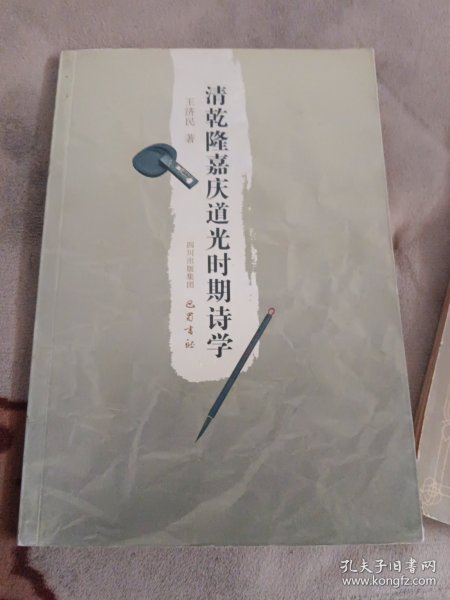 清乾隆嘉庆道光时期诗学
王济民 著
四川出版集团
巴蜀书社
孔夫子旧书网
www.kongfz.com